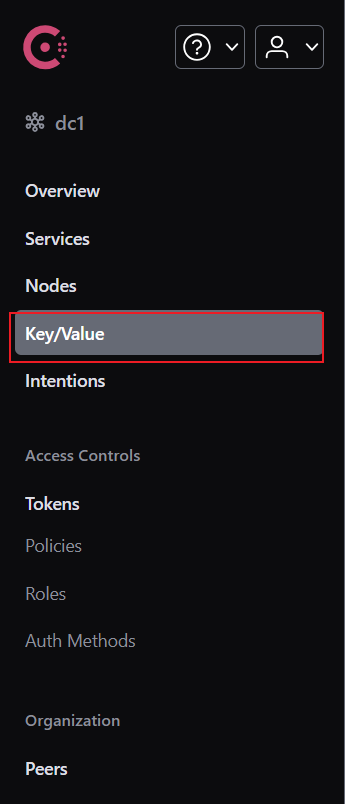 dc1
Overview
Services
Nodes
Key/Value
Intentions
Access Controls
Tokens
Policies
Roles
Auth Methods
Organization
Peers